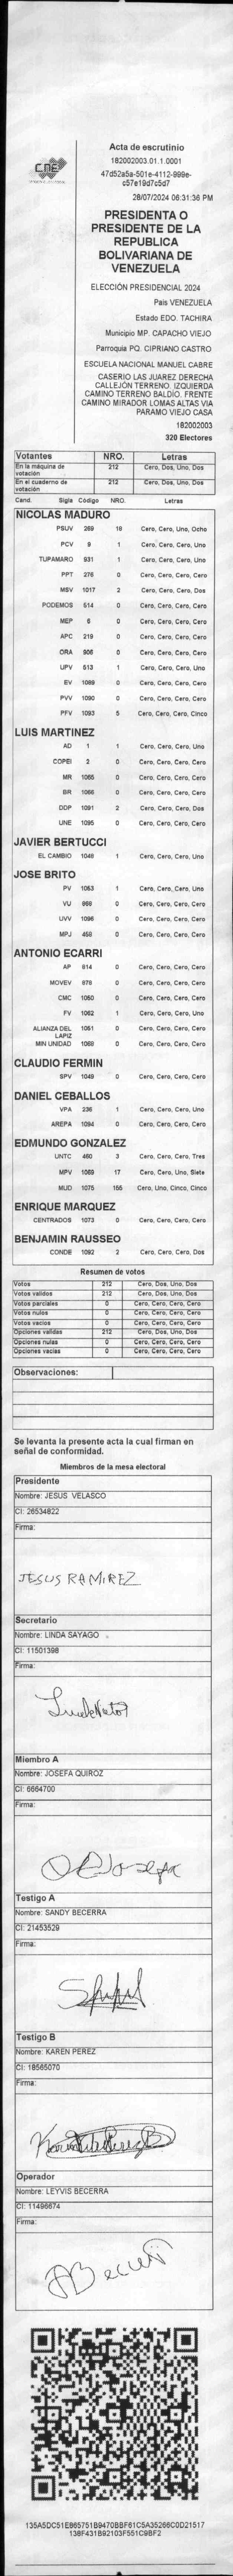 CNE
Acta de escrutinio
182002003.01.1.0001
47d52a5a-501e-4112-999e-
c57e19d7c5d7
28/07/2024 06:31:36 PM
PRESIDENTA O
PRESIDENTE DE LA
REPUBLICA
BOLIVARIANA DE
VENEZUELA
ELECCIÓN PRESIDENCIAL 2024
Pais VENEZUELA
Estado EDO. TACHIRA
Municipio MP. CAPACHO VIEJO
Parroquia PQ. CIPRIANO CASTRO
ESCUELA NACIONAL MANUEL CABRE
CASERIO LAS JUAREZ DERECHA
CALLEJÓN TERRENO. IZQUIERDA
CAMINO TERRENO BALDÍO. FRENTE
CAMINO MIRADOR LOMAS ALTAS VIA
PARAMO VIEJO CASA
182002003
320 Electores
Votantes NRO. Letras
En la máquina de votación 212 Cero, Dos, Uno, Dos
En el cuaderno de votación 212 Cero, Dos, Uno, Dos
Cand. Sigla Código NRO. Letras
NICOLAS MADURO
PSUV 269 18 Cero, Cero, Uno, Ocho
PCV 9 1 Cero, Cero, Cero, Uno
TUPAMARO 931 1 Cero, Cero, Cero, Uno
PPT 276 0 Cero, Cero, Cero, Cero
MSV 1017 2 Cero, Cero, Cero, Dos
PODEMOS 514 0 Cero, Cero, Cero, Cero
MEP 6 0 Cero, Cero, Cero, Cero
APC 219 0 Cero, Cero, Cero, Cero
ORA 906 0 Cero, Cero, Cero, Cero
UPV 513 1 Cero, Cero, Cero, Uno
EV 1089 0 Cero, Cero, Cero, Cero
PVV 1090 0 Cero, Cero, Cero, Cero
PFV 1093 5 Cero, Cero, Cero, Cinco
LUIS MARTINEZ
AD 1 1 Cero, Cero, Cero, Uno
COPEI 2 0 Cero, Cero, Cero, Cero
MR 1065 0 Cero, Cero, Cero, Cero
BR 1066 0 Cero, Cero, Cero, Cero
DDP 1091 2 Cero, Cero, Cero, Dos
UNE 1095 0 Cero, Cero, Cero, Cero
JAVIER BERTUCCI
EL CAMBIO 1048 1 Cero, Cero, Cero, Uno
JOSE BRITO
PV 1053 1 Cero, Cero, Cero, Uno
VU 868 0 Cero, Cero, Cero, Cero
UVV 1096 0 Cero, Cero, Cero, Cero
MPJ 458 0 Cero, Cero, Cero, Cero
ANTONIO ECARRI
AP 814 0 Cero, Cero, Cero, Cero
MOVEV 878 0 Cero, Cero, Cero, Cero
CMC 1050 0 Cero, Cero, Cero, Cero
FV 1062 1 Cero, Cero, Cero, Uno
ALIANZA DEL LAPIZ 1051 0 Cero, Cero, Cero, Cero
MIN UNIDAD 1068 0 Cero, Cero, Cero, Cero
CLAUDIO FERMIN
SPV 1049 0 Cero, Cero, Cero, Cero
DANIEL CEBALLOS
VPA 236 1 Cero, Cero, Cero, Uno
AREPA 1094 0 Cero, Cero, Cero, Cero
EDMUNDO GONZALEZ
UNTC 460 3 Cero, Cero, Cero, Tres
MPV 1069 17 Cero, Cero, Uno, Siete
MUD 1075 155 Cero, Uno, Cinco, Cinco
ENRIQUE MARQUEZ
CENTRADOS 1073 0 Cero, Cero, Cero, Cero
BENJAMIN RAUSSEO
CONDE 1092 2 Cero, Cero, Cero, Dos
Resumen de votos
Votos 212 Cero, Dos, Uno, Dos
Votos validos 212 Cero, Dos, Uno, Dos
Votos parciales 0 Cero, Cero, Cero, Cero
Votos nulos 0 Cero, Cero, Cero, Cero
Votos vacios 0 Cero, Cero, Cero, Cero
Opciones validas 212 Cero, Dos, Uno, Dos
Opciones nulas 0 Cero, Cero, Cero, Cero
Opciones vacias 0 Cero, Cero, Cero, Cero
Observaciones:
Se levanta la presente acta la cual firman en
señal de conformidad.
Miembros de la mesa electoral
Presidente
Nombre: JESUS VELASCO
CI: 26534822
Firma:
JESUS RAMIREZ
Secretario
Nombre: LINDA SAYAGO
CI: 11501398
Firma:
Miembro A
Nombre: JOSEFA QUIROZ
CI: 6664700
Firma:
Testigo A
Nombre: SANDY BECERRA
CI: 21453529
Firma:
Testigo B
Nombre: KAREN PEREZ
CI: 18565070
Firma:
Operador
Nombre: LEYVIS BECERRA
CI: 11496674
Firma:
135A5DC51E865751B9470BBF61C5A35266C0D21517
138F431B92103F551C9BF2